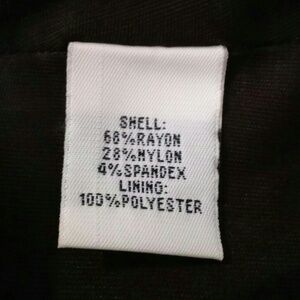 SHELL:
68%RAYON
28%NYLON
4%SPANDEX
LINING:
100%POLYESTER